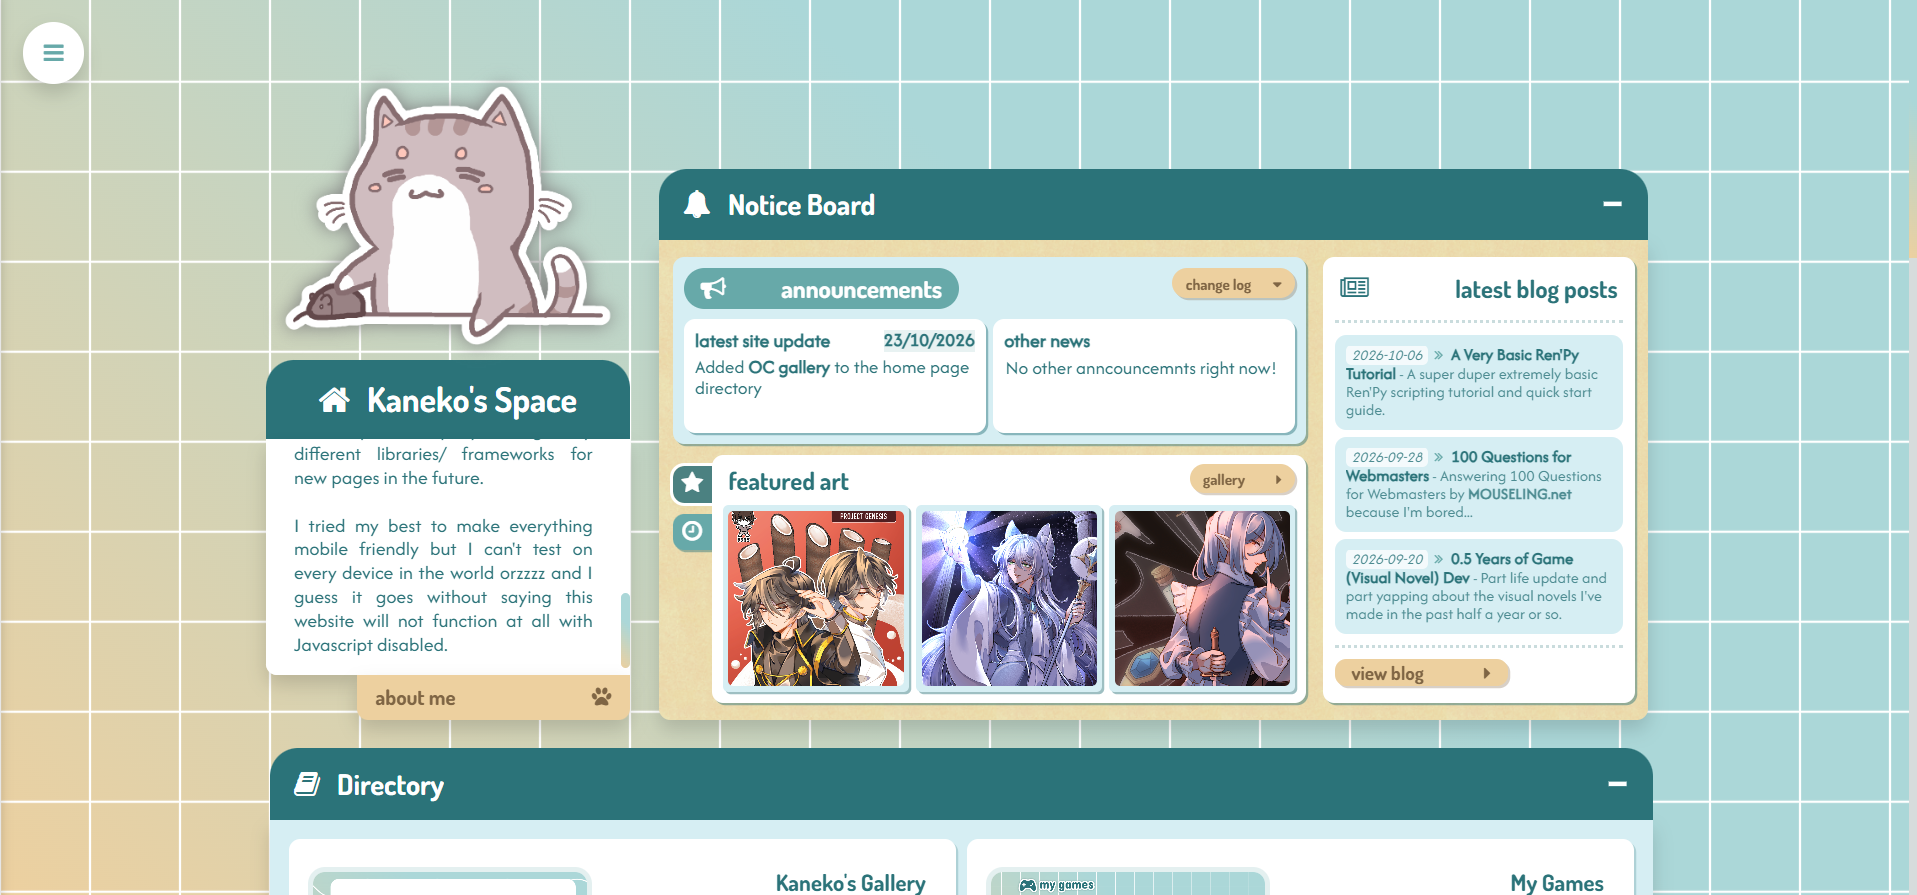 Kaneko's Space
different libraries/ frameworks for
new pages in the future.
I tried my best to make everything
mobile friendly but I can't test on
every device in the world orzzzz and I
guess it goes without saying this
website will not function at all with
Javascript disabled.
about me
Notice Board
announcements
change log
latest site update 23/10/2026
Added OC gallery to the home page
directory
other news
No other anncouncemnts right now!
featured art
gallery
PROJECT GENESIS
latest blog posts
2026-10-06 » A Very Basic Ren'Py
Tutorial - A super duper extremely basic
Ren'Py scripting tutorial and quick start
guide.
2026-09-28 » 100 Questions for
Webmasters - Answering 100 Questions
for Webmasters by MOUSELING.net
because I'm bored...
2026-09-20 » 0.5 Years of Game
(Visual Novel) Dev - Part life update and
part yapping about the visual novels I've
made in the past half a year or so.
view blog
Directory
Kaneko's Gallery
my games
My Games